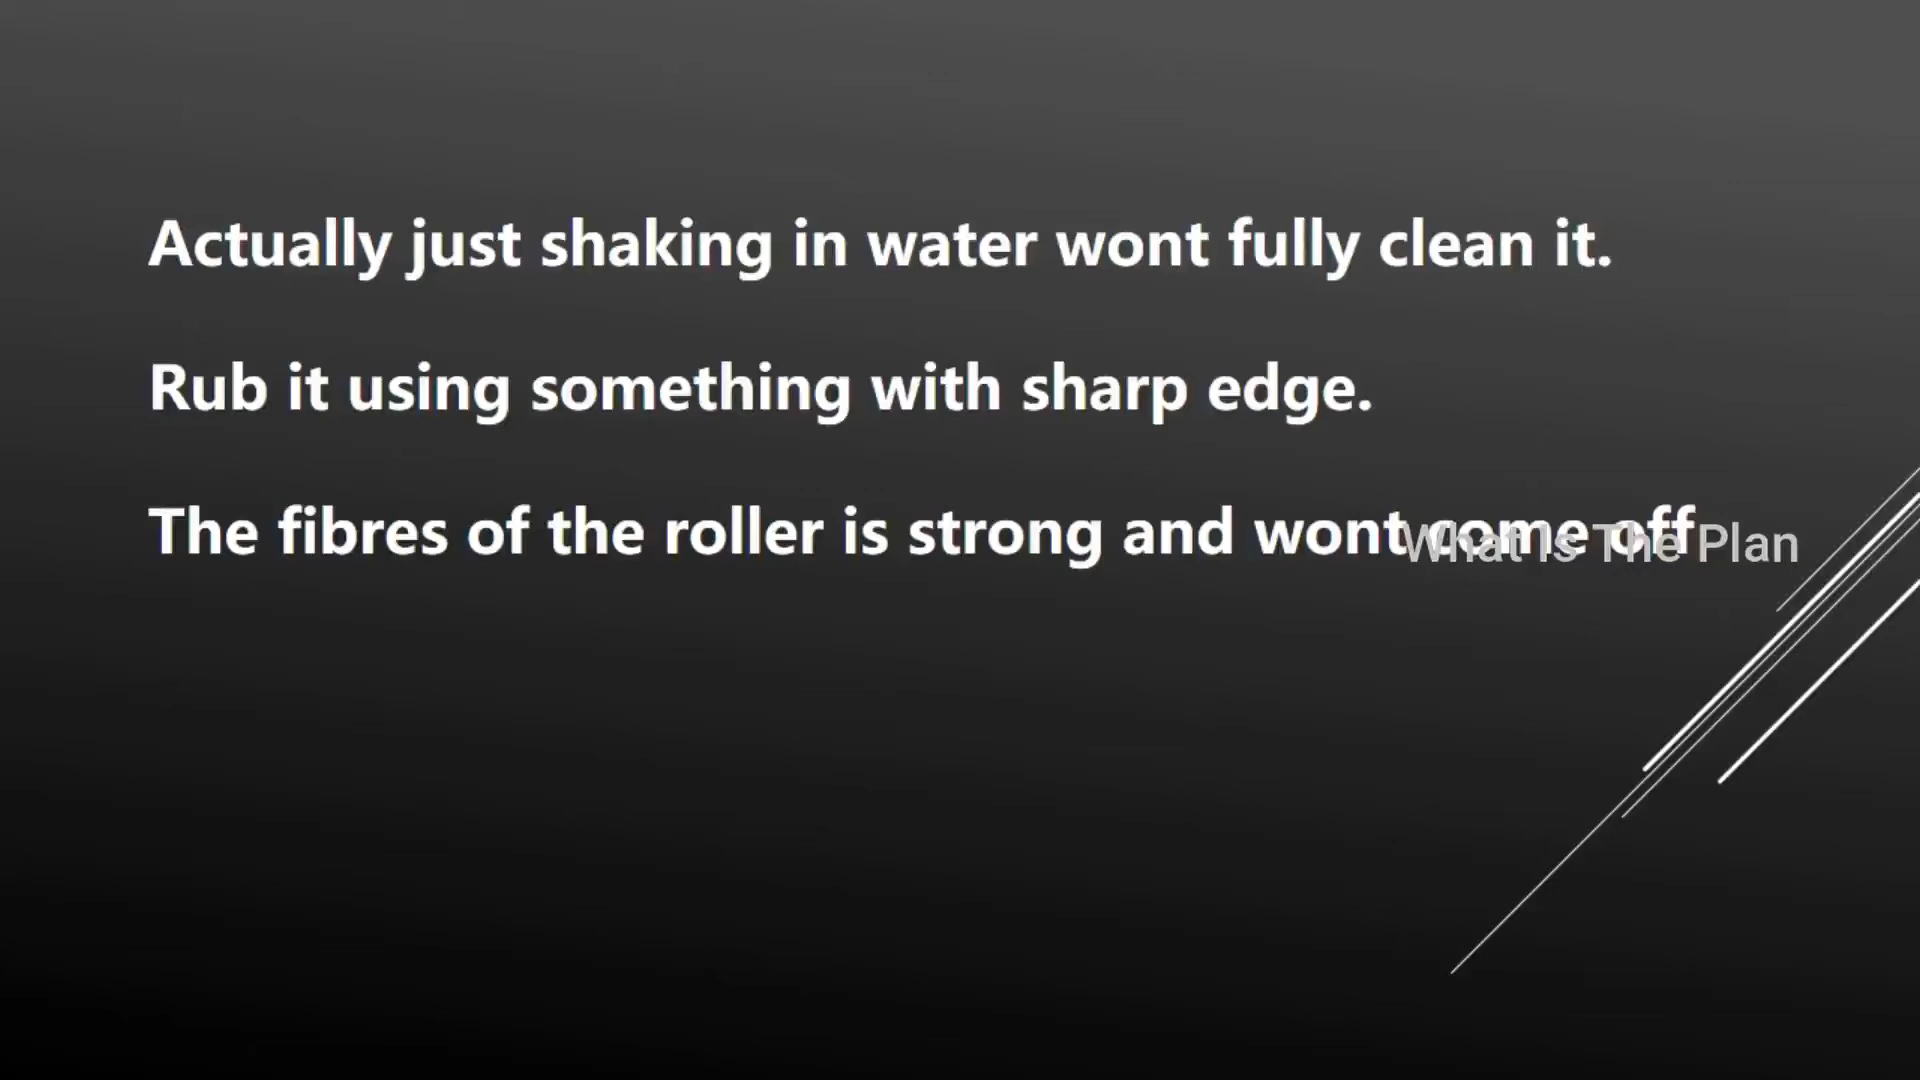 Actually just shaking in water wont fully clean it.
Rub it using something with sharp edge.
The fibres of the roller is strong and wont come off
What Is The Plan